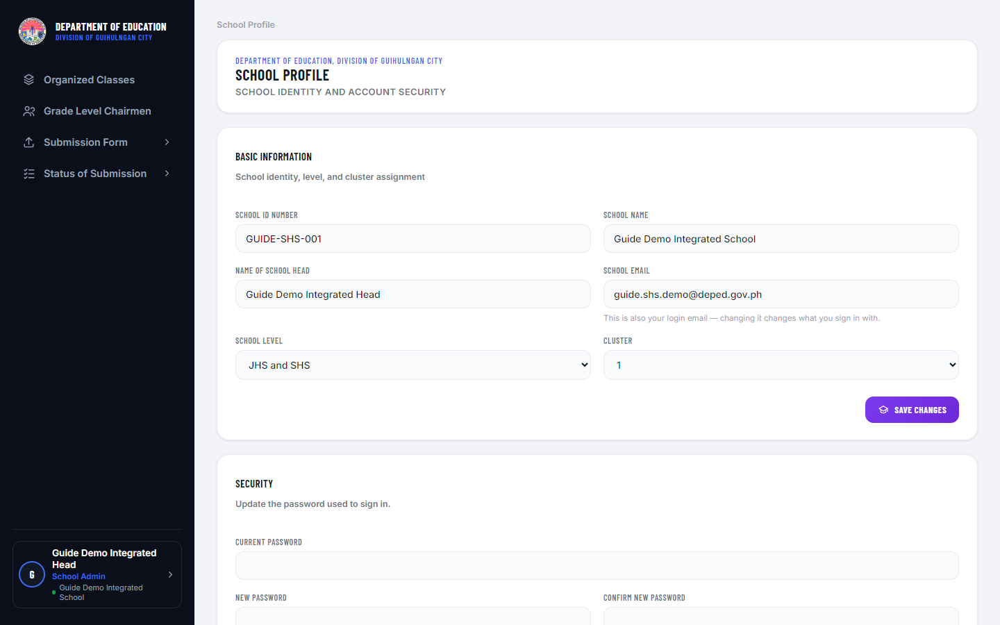 DEPARTMENT OF EDUCATION
DIVISION OF GUIHULNGAN CITY
Organized Classes
Grade Level Chairmen
Submission Form
Status of Submission
Guide Demo Integrated
Head
School Admin
Guide Demo Integrated
School
G
School Profile
DEPARTMENT OF EDUCATION, DIVISION OF GUIHULNGAN CITY
SCHOOL PROFILE
SCHOOL IDENTITY AND ACCOUNT SECURITY
BASIC INFORMATION
School identity, level, and cluster assignment
SCHOOL ID NUMBER
GUIDE-SHS-001
SCHOOL NAME
Guide Demo Integrated School
NAME OF SCHOOL HEAD
Guide Demo Integrated Head
SCHOOL EMAIL
guide.shs.demo@deped.gov.ph
This is also your login email — changing it changes what you sign in with.
SCHOOL LEVEL
JHS and SHS
CLUSTER
1
SAVE CHANGES
SECURITY
Update the password used to sign in.
CURRENT PASSWORD
NEW PASSWORD
CONFIRM NEW PASSWORD